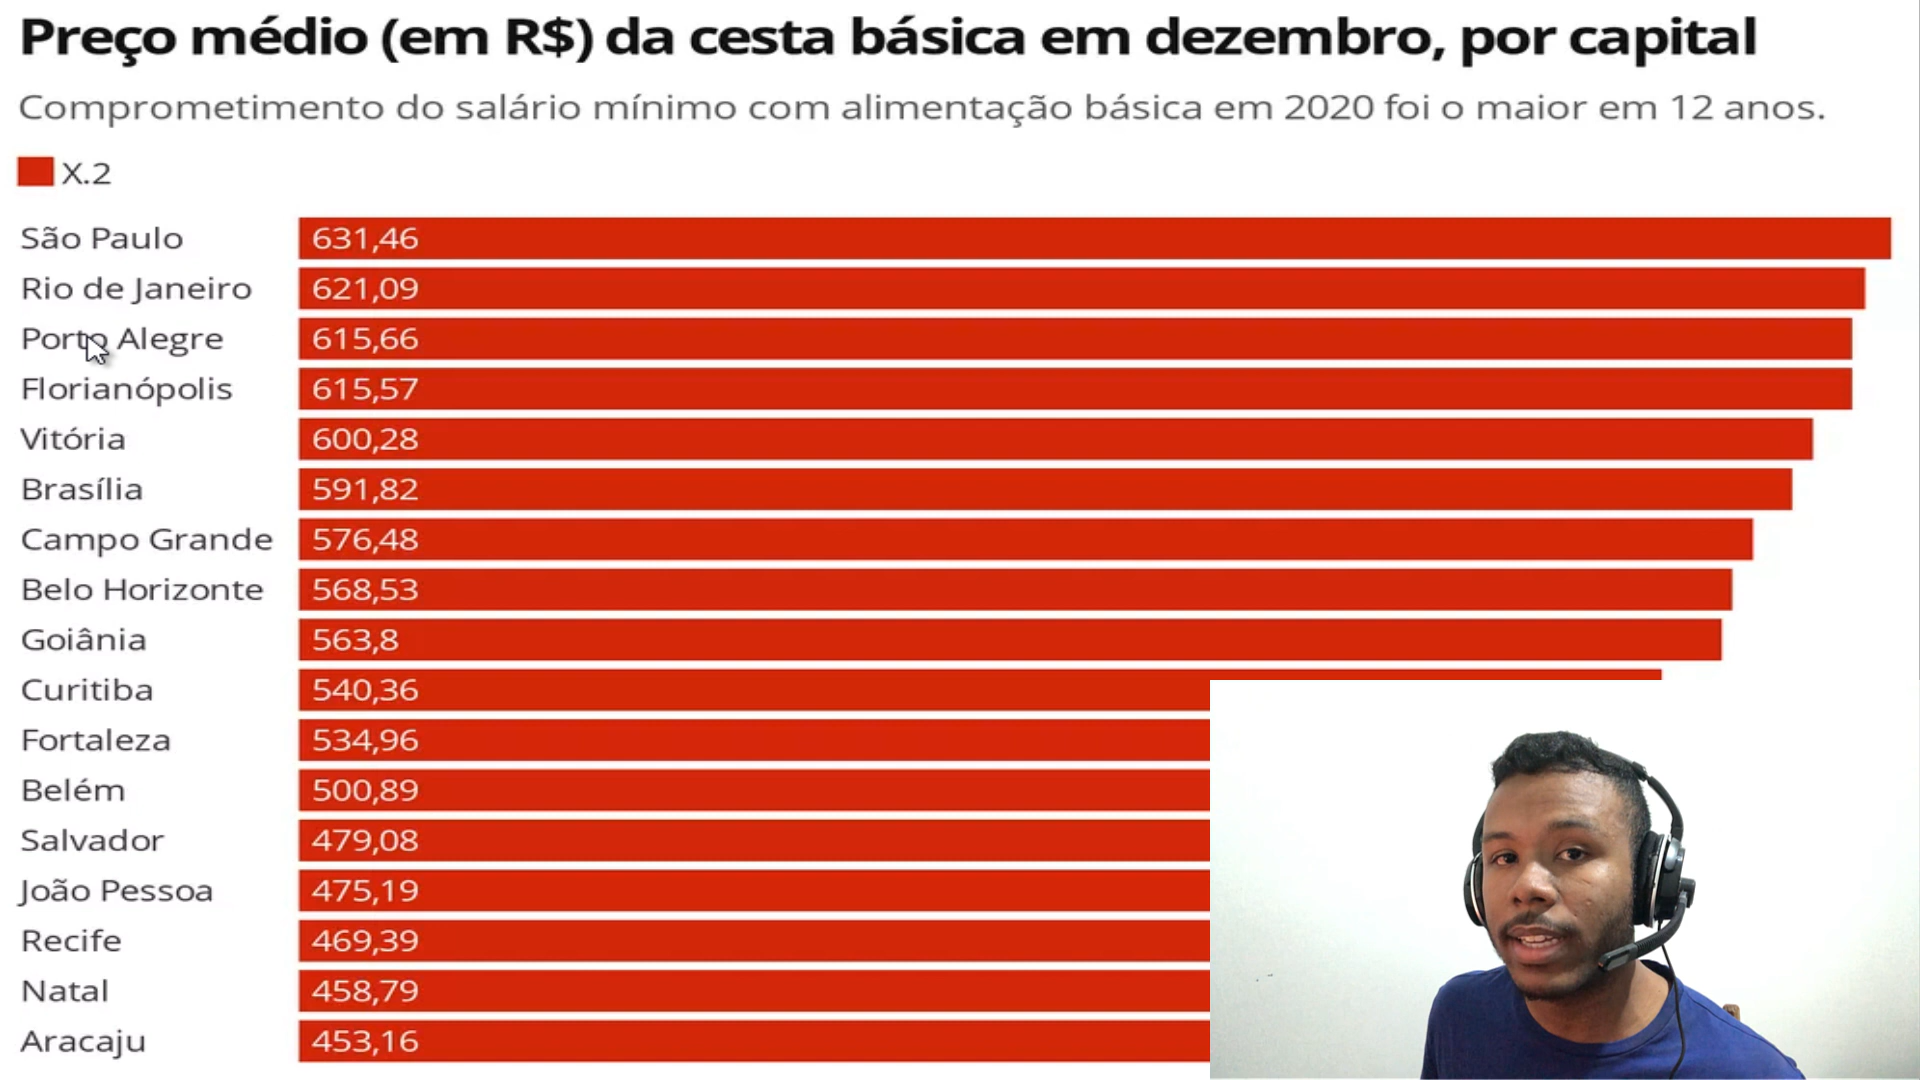 Preço médio (em R$) da cesta básica em dezembro, por capital
Comprometimento do salário mínimo com alimentação básica em 2020 foi o maior em 12 anos.
X.2
São Paulo 631,46
Rio de Janeiro 621,09
Porto Alegre 615,66
Florianópolis 615,57
Vitória 600,28
Brasília 591,82
Campo Grande 576,48
Belo Horizonte 568,53
Goiânia 563,8
Curitiba 540,36
Fortaleza 534,96
Belém 500,89
Salvador 479,08
João Pessoa 475,19
Recife 469,39
Natal 458,79
Aracaju 453,16